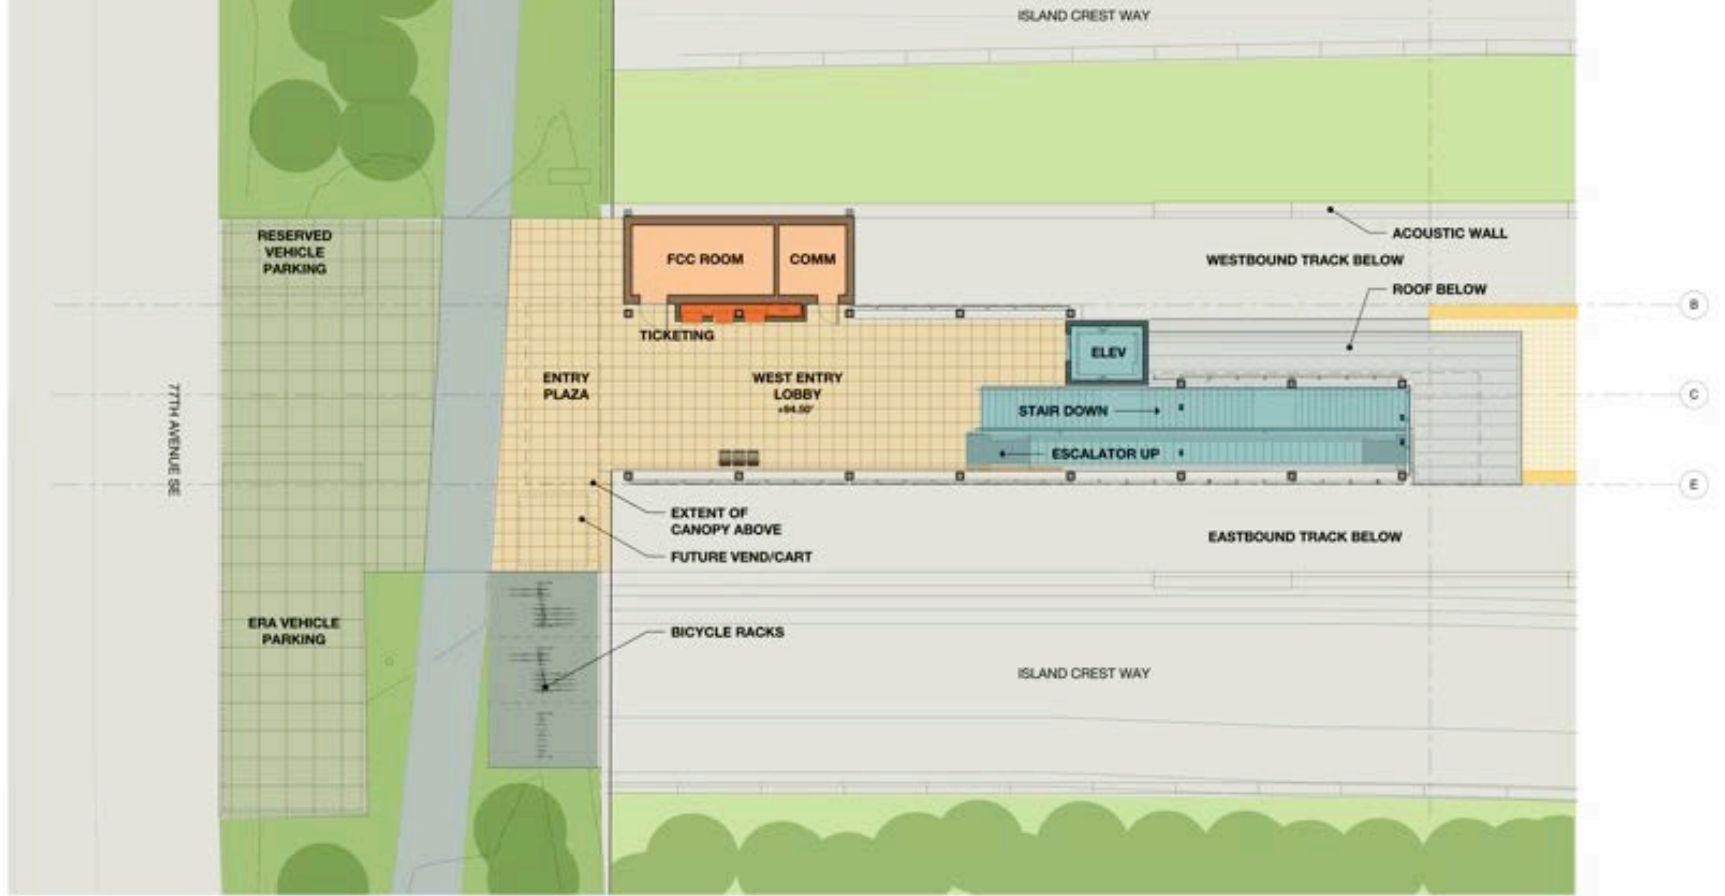 ISLAND CREST WAY
RESERVED
VEHICLE
PARKING
FCC ROOM
COMM
ACOUSTIC WALL
WESTBOUND TRACK BELOW
ROOF BELOW
B
TICKETING
ELEV
ENTRY
PLAZA
WEST ENTRY
LOBBY
+94.50'
77TH AVENUE SE
STAIR DOWN
C
ESCALATOR UP
E
EXTENT OF
CANOPY ABOVE
EASTBOUND TRACK BELOW
FUTURE VEND/CART
ERA VEHICLE
PARKING
BICYCLE RACKS
ISLAND CREST WAY